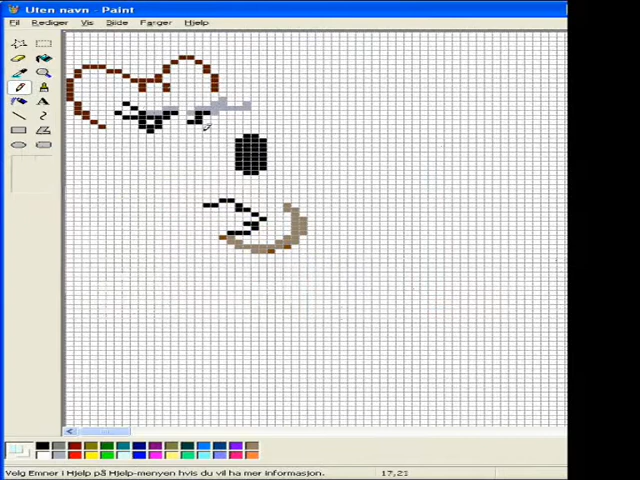 Uten navn - Paint
Fil Rediger Vis Bilde Farger Hjelp
A
Velg Emner i Hjelp på Hjelp-menyen hvis du vil ha mer informasjon. 17,23